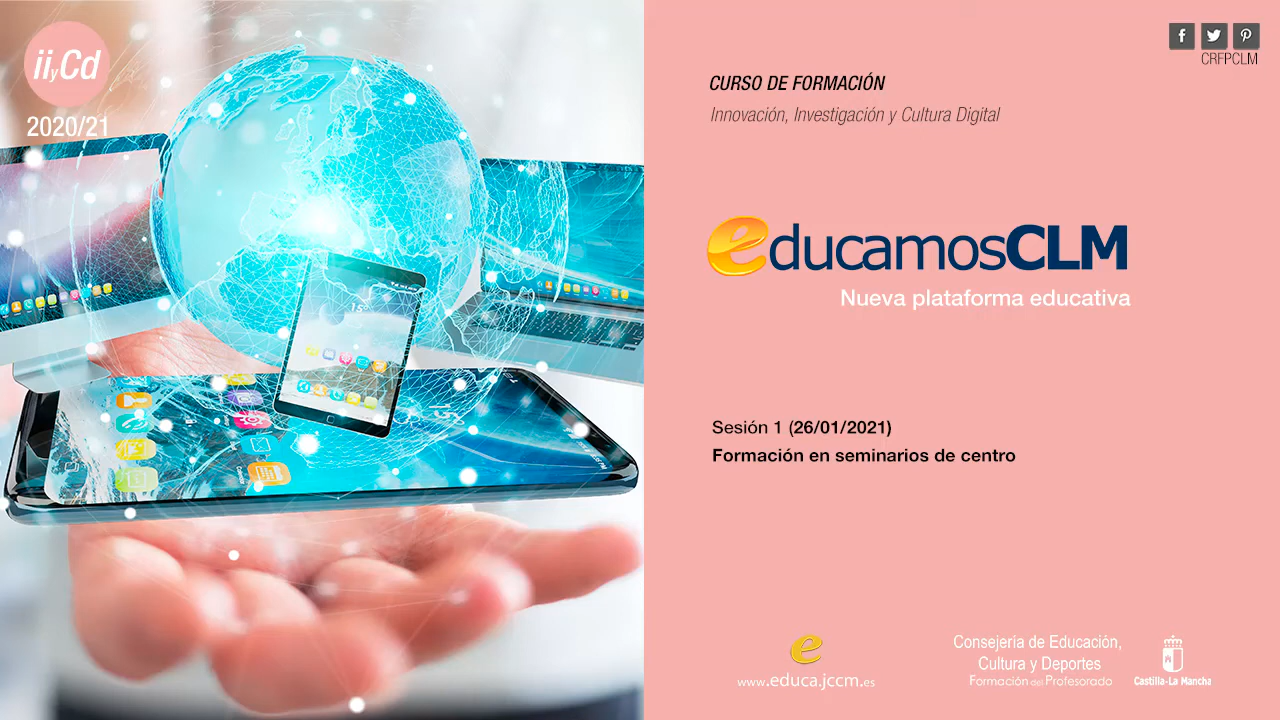 iiyCd
2020/21
CRFPCLM
CURSO DE FORMACIÓN
Innovación, Investigación y Cultura Digital
educamosCLM
Nueva plataforma educativa
Sesión 1 (26/01/2021)
Formación en seminarios de centro
www.educa.jccm.es
Consejería de Educación,
Cultura y Deportes
Formación del Profesorado
Castilla-La Mancha